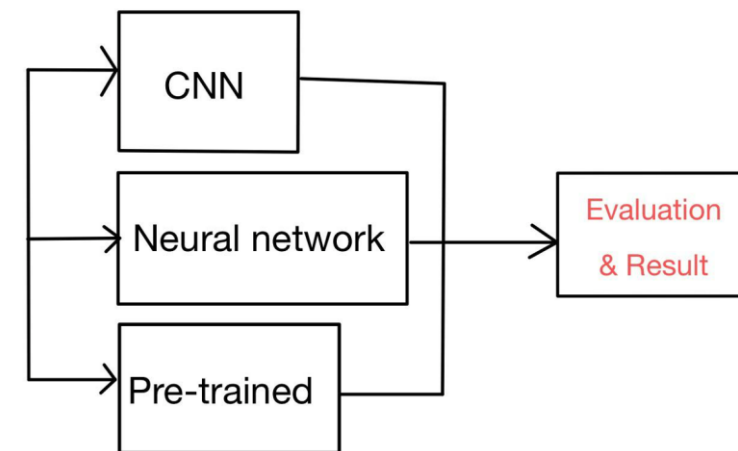 CNN
Neural network
Pre-trained
Evaluation
& Result